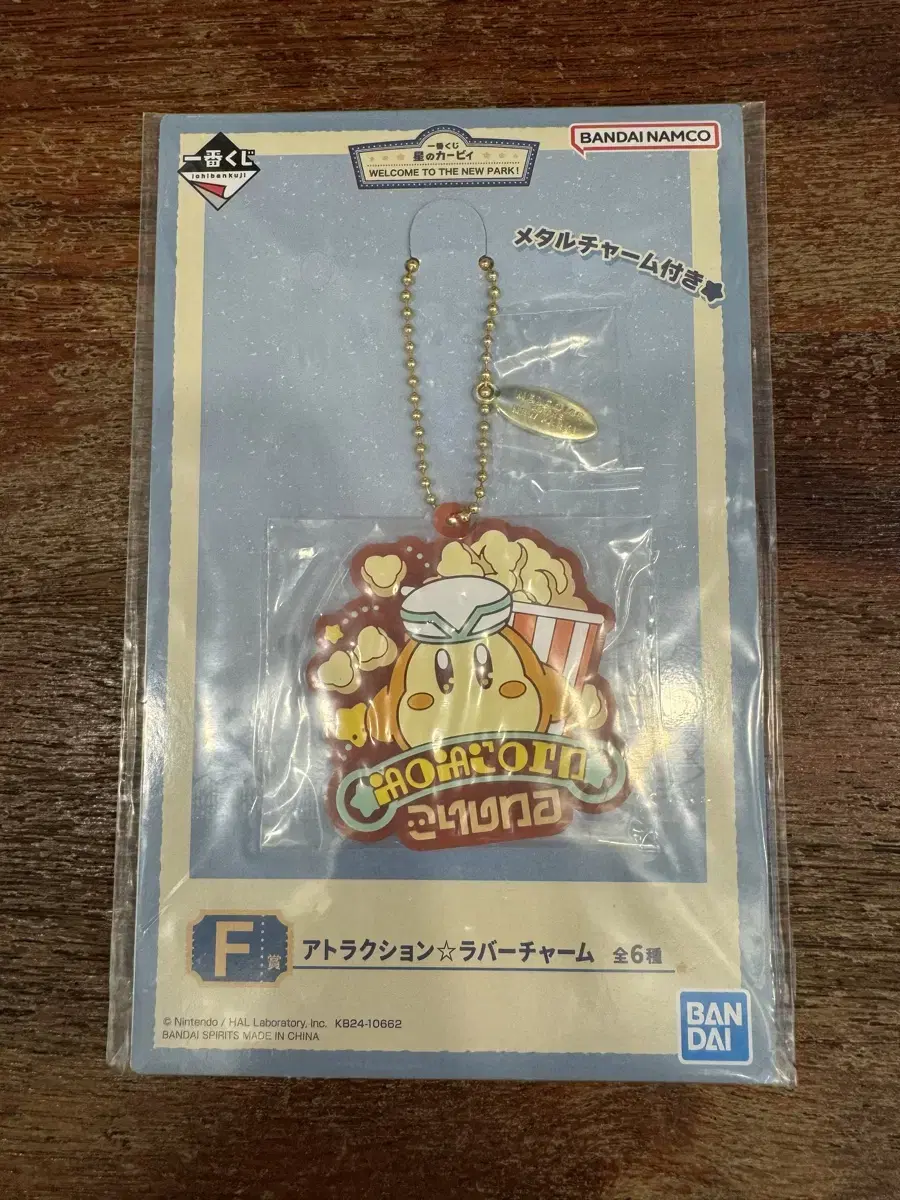 一番くじ
ichibankuji
一番くじ
星のカービィ
WELCOME TO THE NEW PARK!
BANDAI NAMCO
メタルチャーム付き★
F賞
アトラクション☆ラバーチャーム 全6種
© Nintendo / HAL Laboratory, Inc. KB24-10662
BANDAI SPIRITS MADE IN CHINA
BAN
DAI